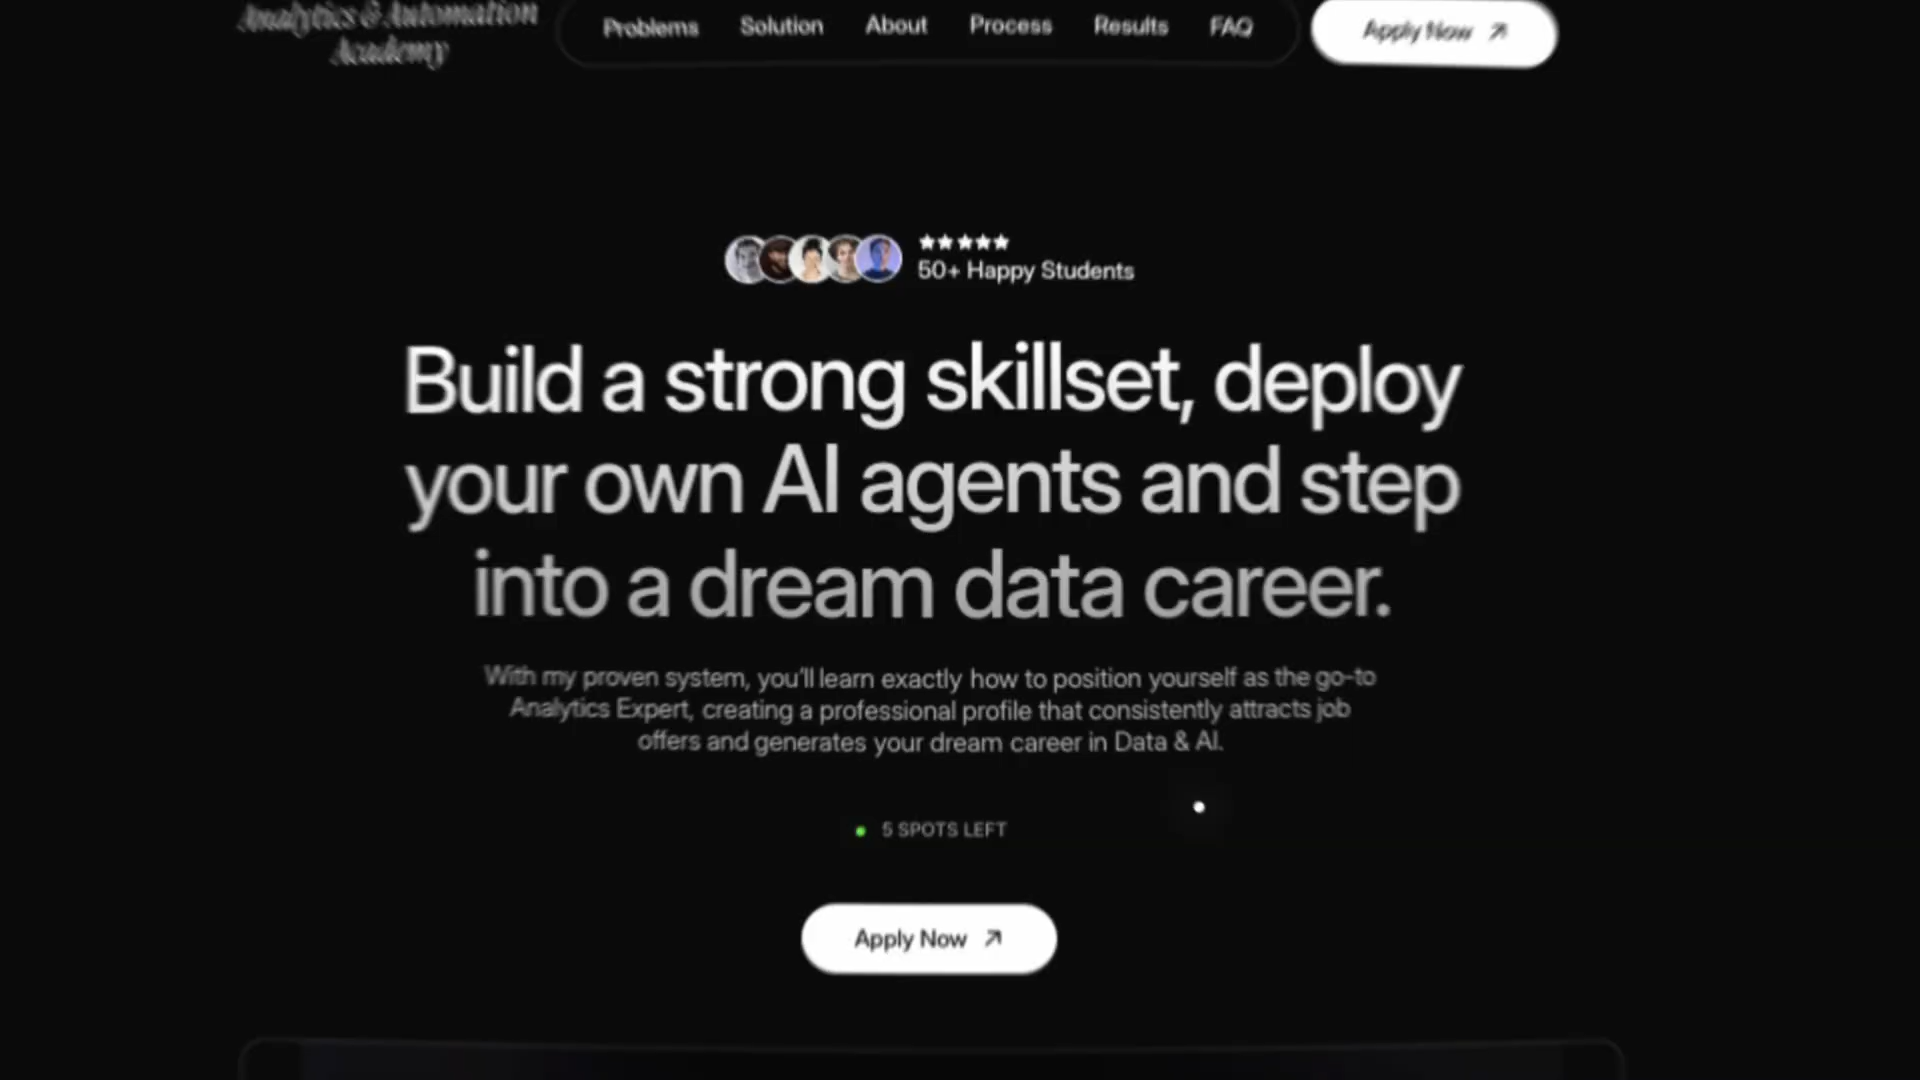 Analytics & Automation
Academy
Problems
Solution
About
Process
Results
FAQ
Apply Now
50+ Happy Students
Build a strong skillset, deploy
your own AI agents and step
into a dream data career.
With my proven system, you'll learn exactly how to position yourself as the go-to
Analytics Expert, creating a professional profile that consistently attracts job
offers and generates your dream career in Data & AI.
5 SPOTS LEFT
Apply Now